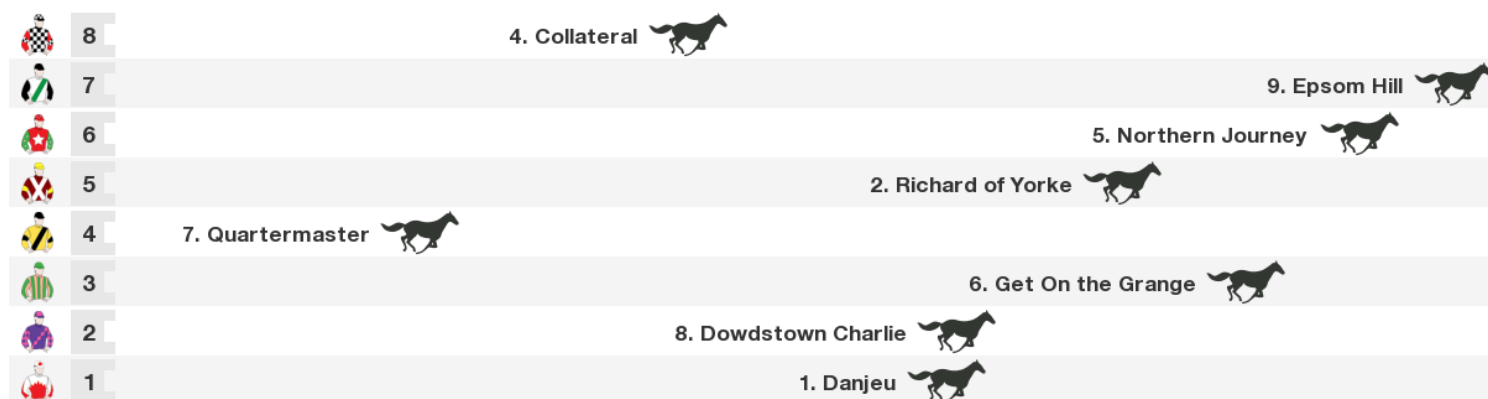 8 4. Collateral
7 9. Epsom Hill
6 5. Northern Journey
5 2. Richard of Yorke
4 7. Quartermaster
3 6. Get On the Grange
2 8. Dowdstown Charlie
1 1. Danjeu